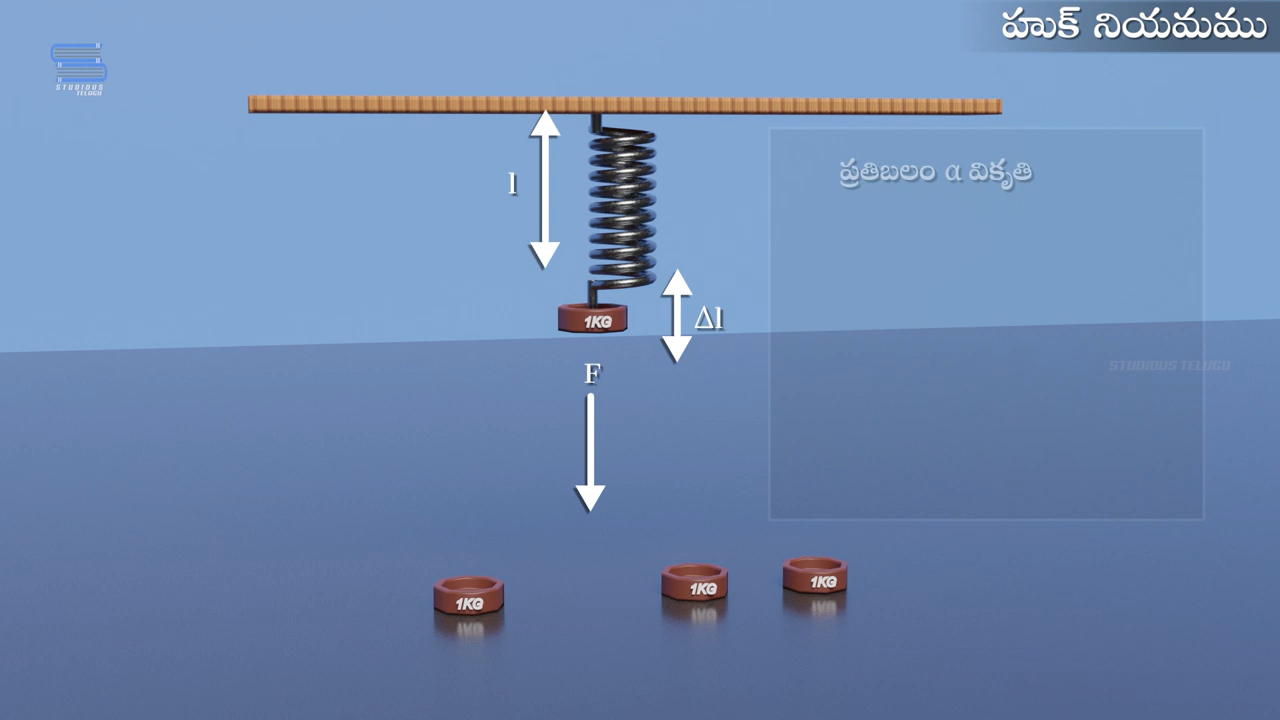 హుక్ నియమము
STUDIOUS
TELUGU
ప్రతిబలం α వికృతి
l
1KG
Δl
F
STUDIOUS TELUGU
1KG
1KG
1KG